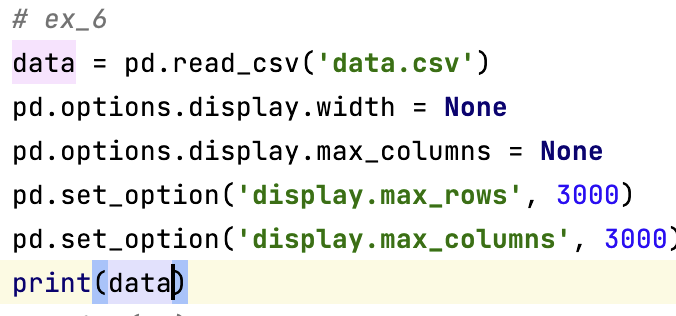 # ex_6
data = pd.read_csv('data.csv')
pd.options.display.width = None
pd.options.display.max_columns = None
pd.set_option('display.max_rows', 3000)
pd.set_option('display.max_columns', 3000)
print(data)